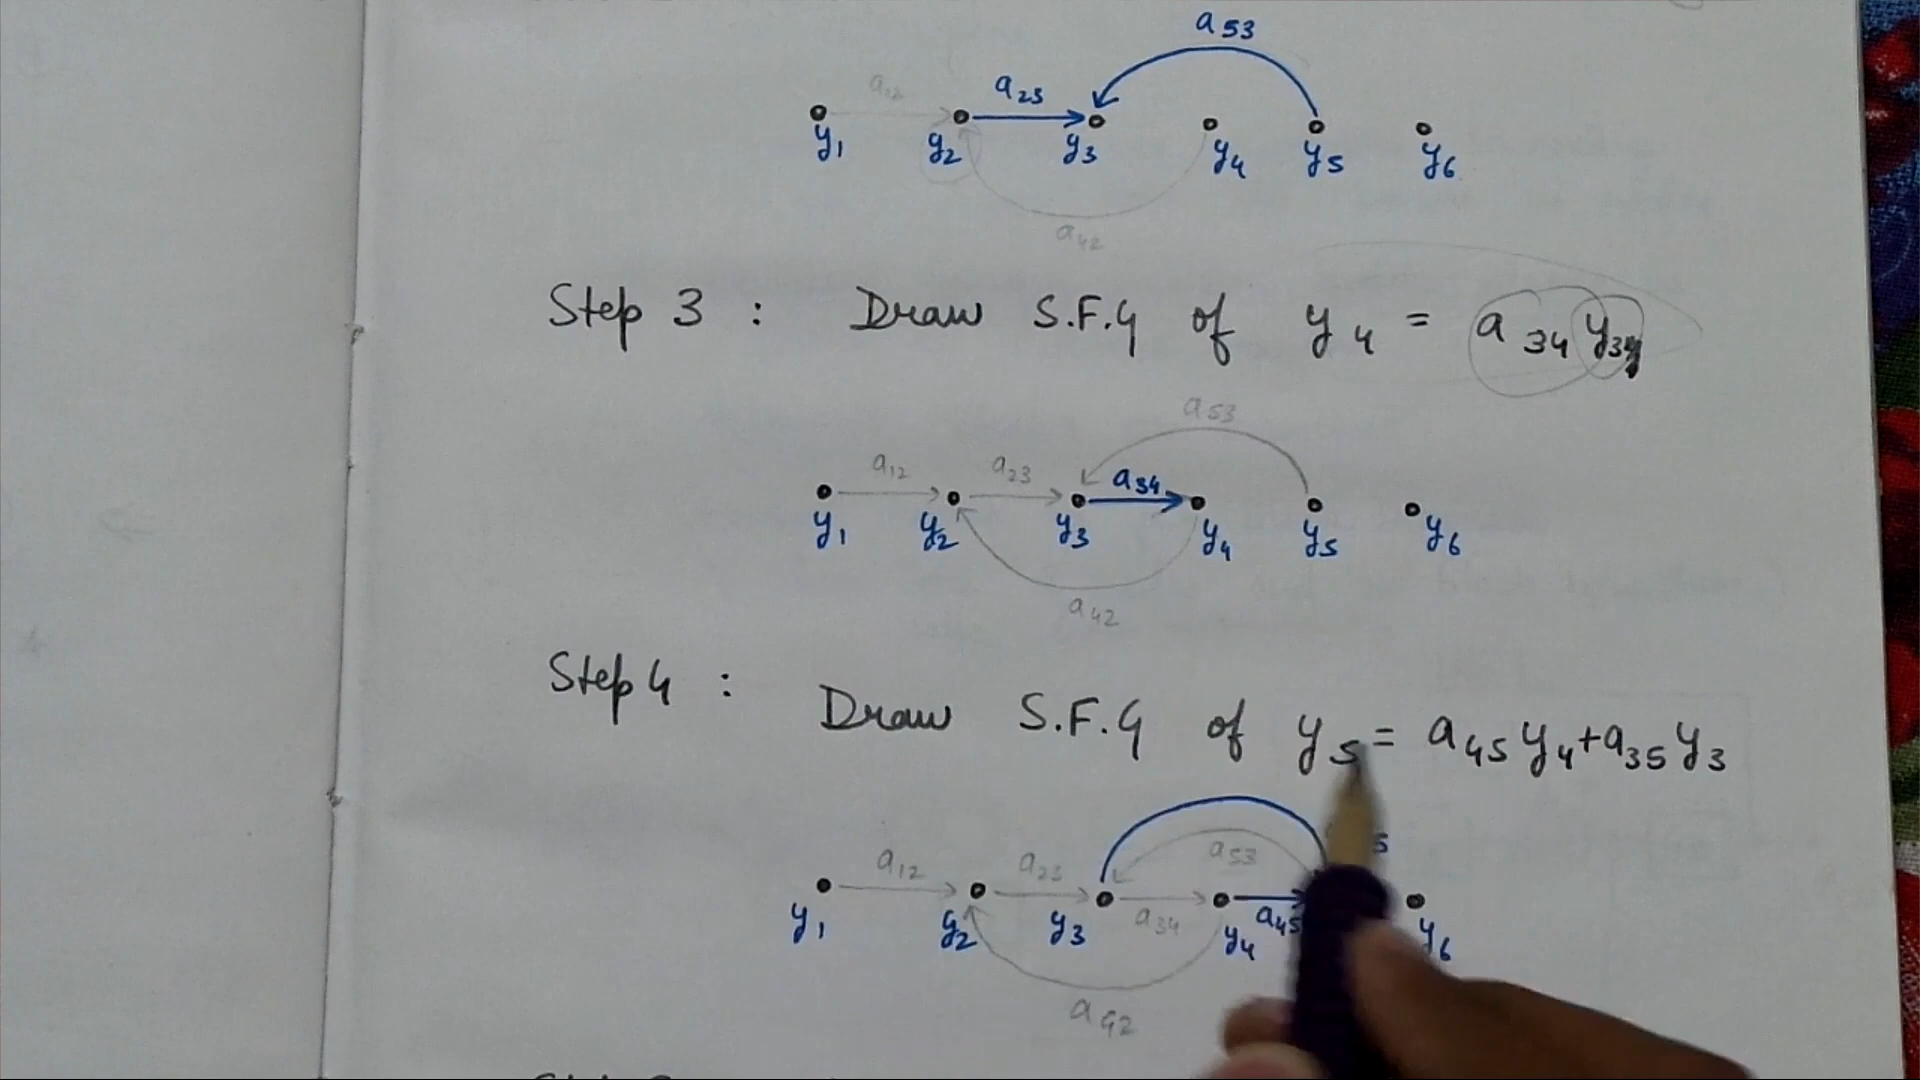 a53
a12 a23
y1 y2 y3 y4 y5 y6
a42
Step 3 : Draw S.F.G of y4 = a34 y3
a53
a12 a23 a34
y1 y2 y3 y4 y5 y6
a42
Step 4 : Draw S.F.G of y5 = a45 y4 + a35 y3
a12 a23 a53 5
a34 a45
y1 y2 y3 y4 y6
a42